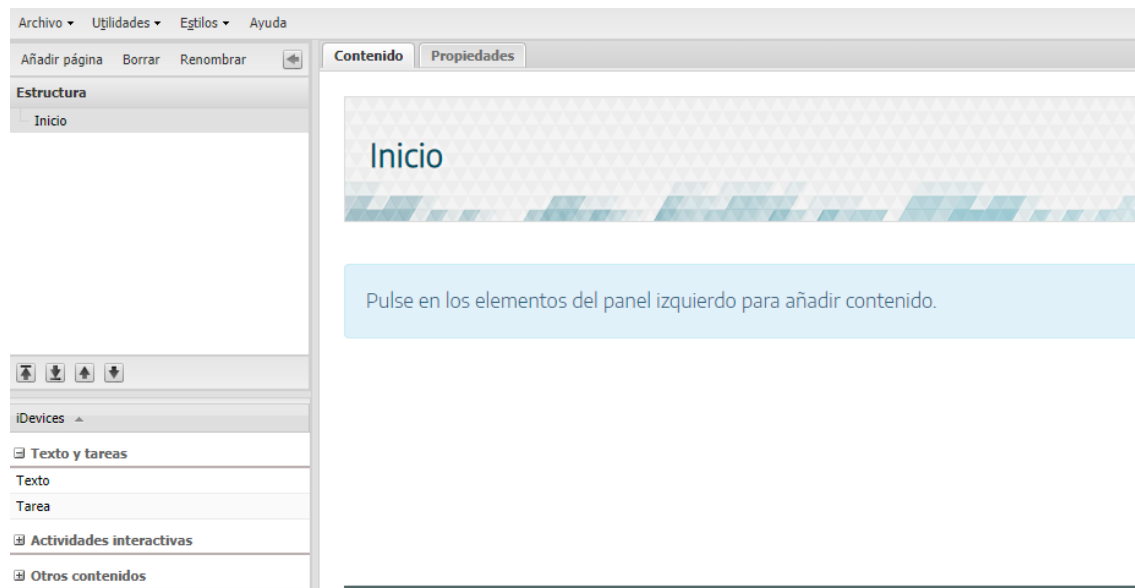 Archivo Utilidades Estilos Ayuda
Añadir página Borrar Renombrar
Contenido Propiedades
Estructura
Inicio
Inicio
Pulse en los elementos del panel izquierdo para añadir contenido.
iDevices
Texto y tareas
Texto
Tarea
Actividades interactivas
Otros contenidos